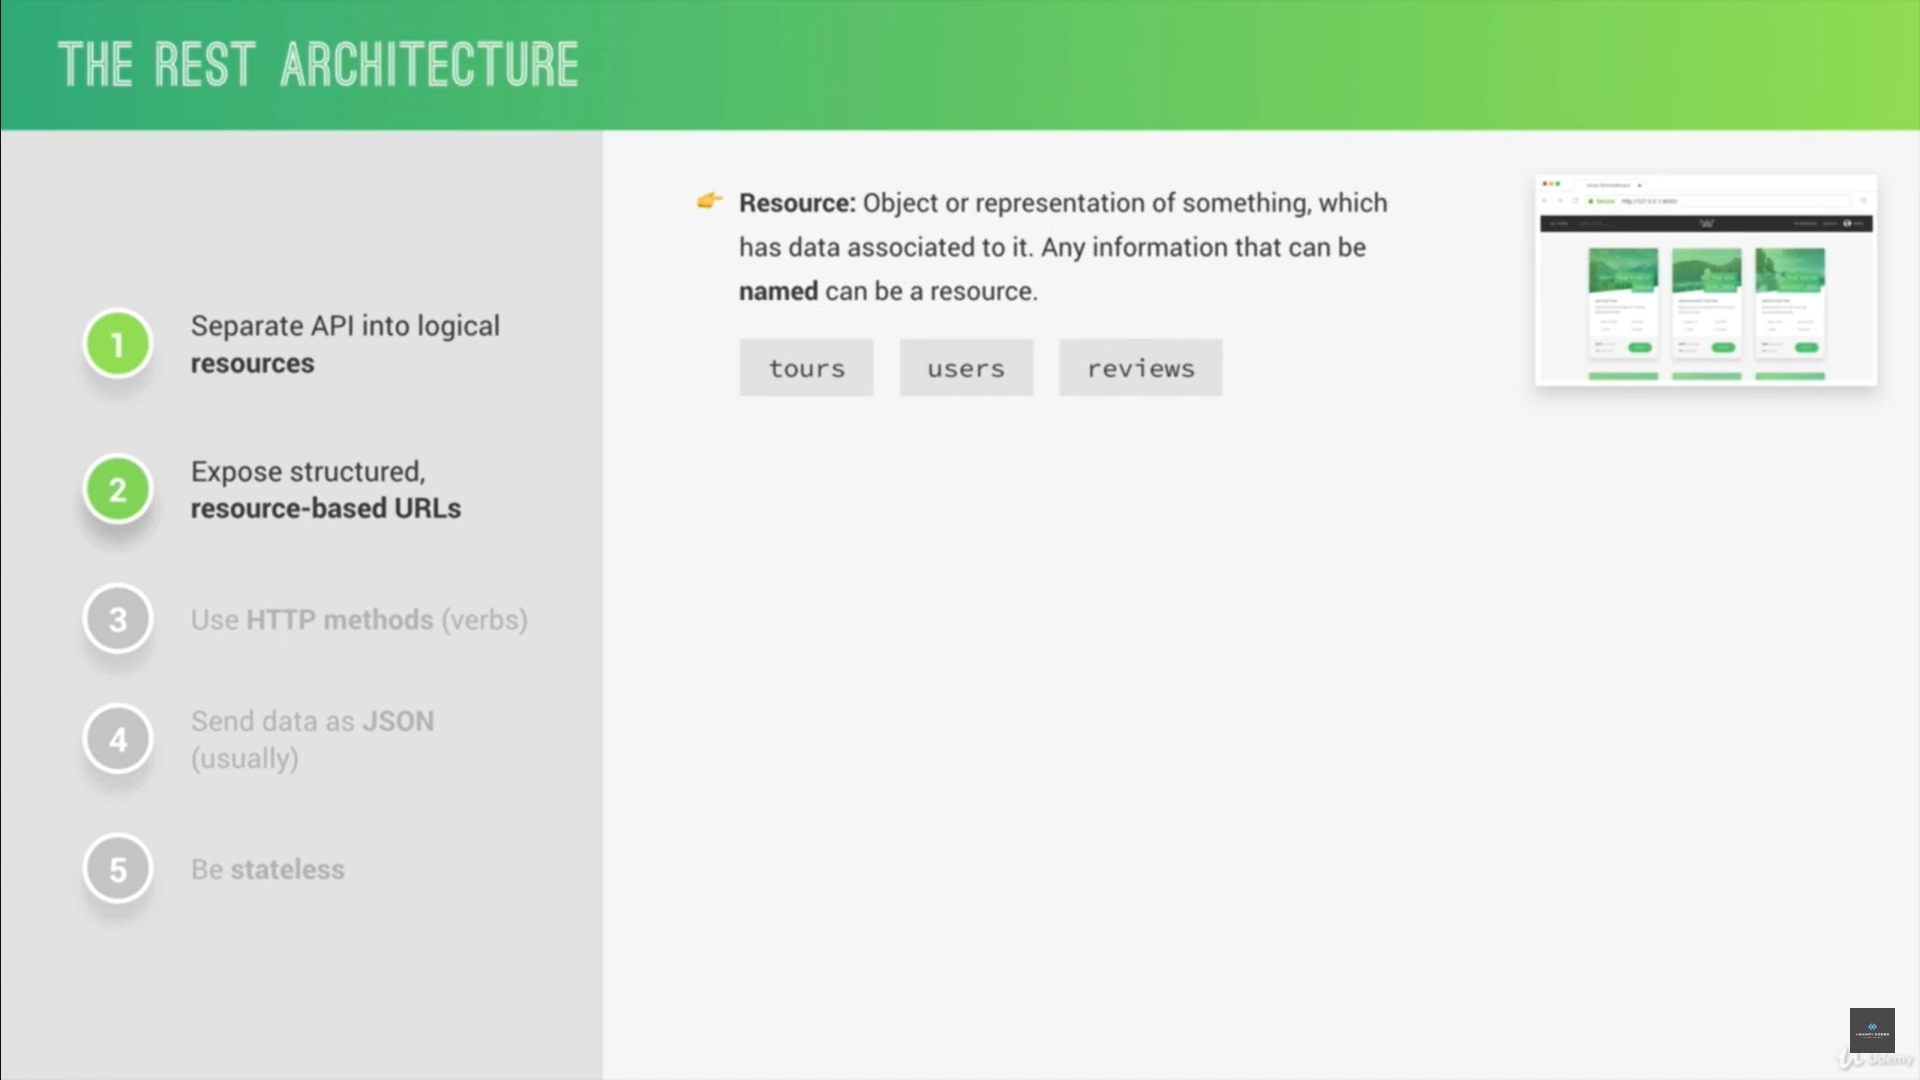 THE REST ARCHITECTURE
1
Separate API into logical
resources
2
Expose structured,
resource-based URLs
3
Use HTTP methods (verbs)
4
Send data as JSON
(usually)
5
Be stateless
👉 Resource: Object or representation of something, which
has data associated to it. Any information that can be
named can be a resource.
tours
users
reviews
Secure
Udemy